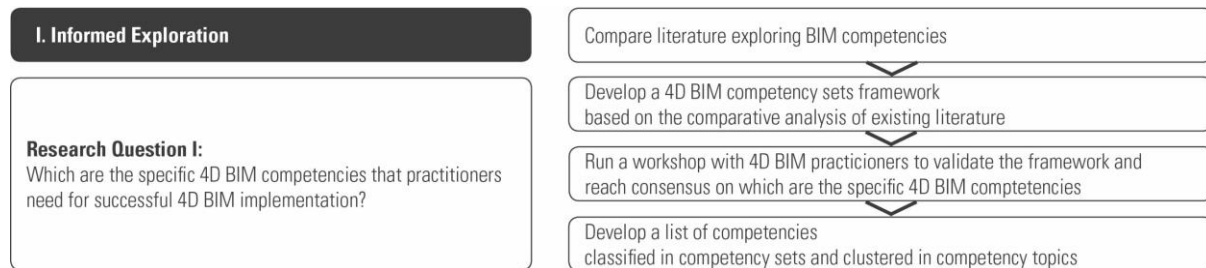 I. Informed Exploration
Research Question I:
Which are the specific 4D BIM competencies that practitioners
need for successful 4D BIM implementation?
Compare literature exploring BIM competencies
Develop a 4D BIM competency sets framework
based on the comparative analysis of existing literature
Run a workshop with 4D BIM practicioners to validate the framework and
reach consensus on which are the specific 4D BIM comptetencies
Develop a list of competencies
classified in competency sets and clustered in competency topics